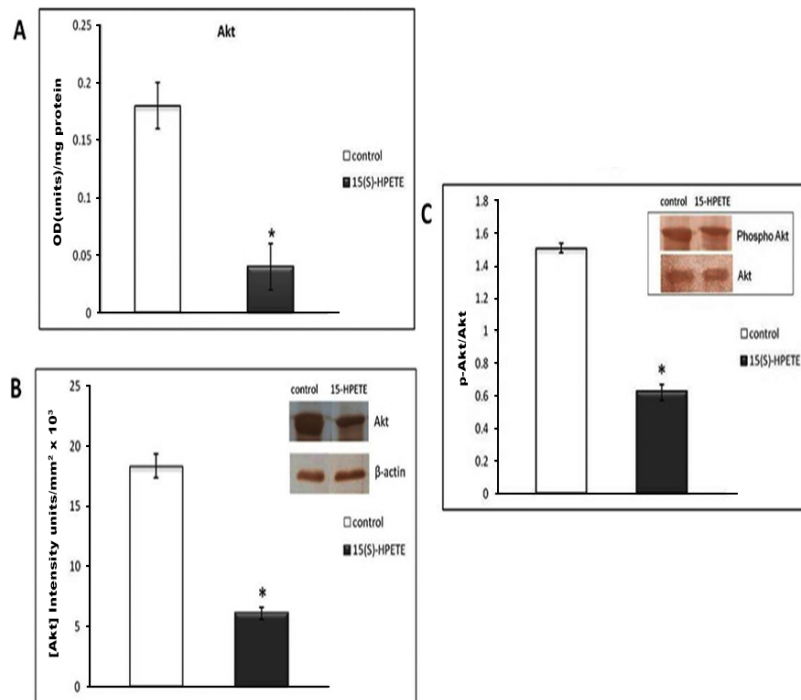 A
Akt
0.25
0.2
0.15
0.1
0.05
0
OD(units)/mg protein
*
control
15(S)-HPETE
B
25
20
15
10
5
0
[Akt] Intensity units/mm² x 10³
control 15-HPETE
Akt
β-actin
control
15(S)-HPETE
*
C
1.8
1.6
1.4
1.2
1
0.8
0.6
0.4
0.2
0
p-Akt/Akt
control 15-HPETE
Phospho Akt
Akt
control
15(S)-HPETE
*